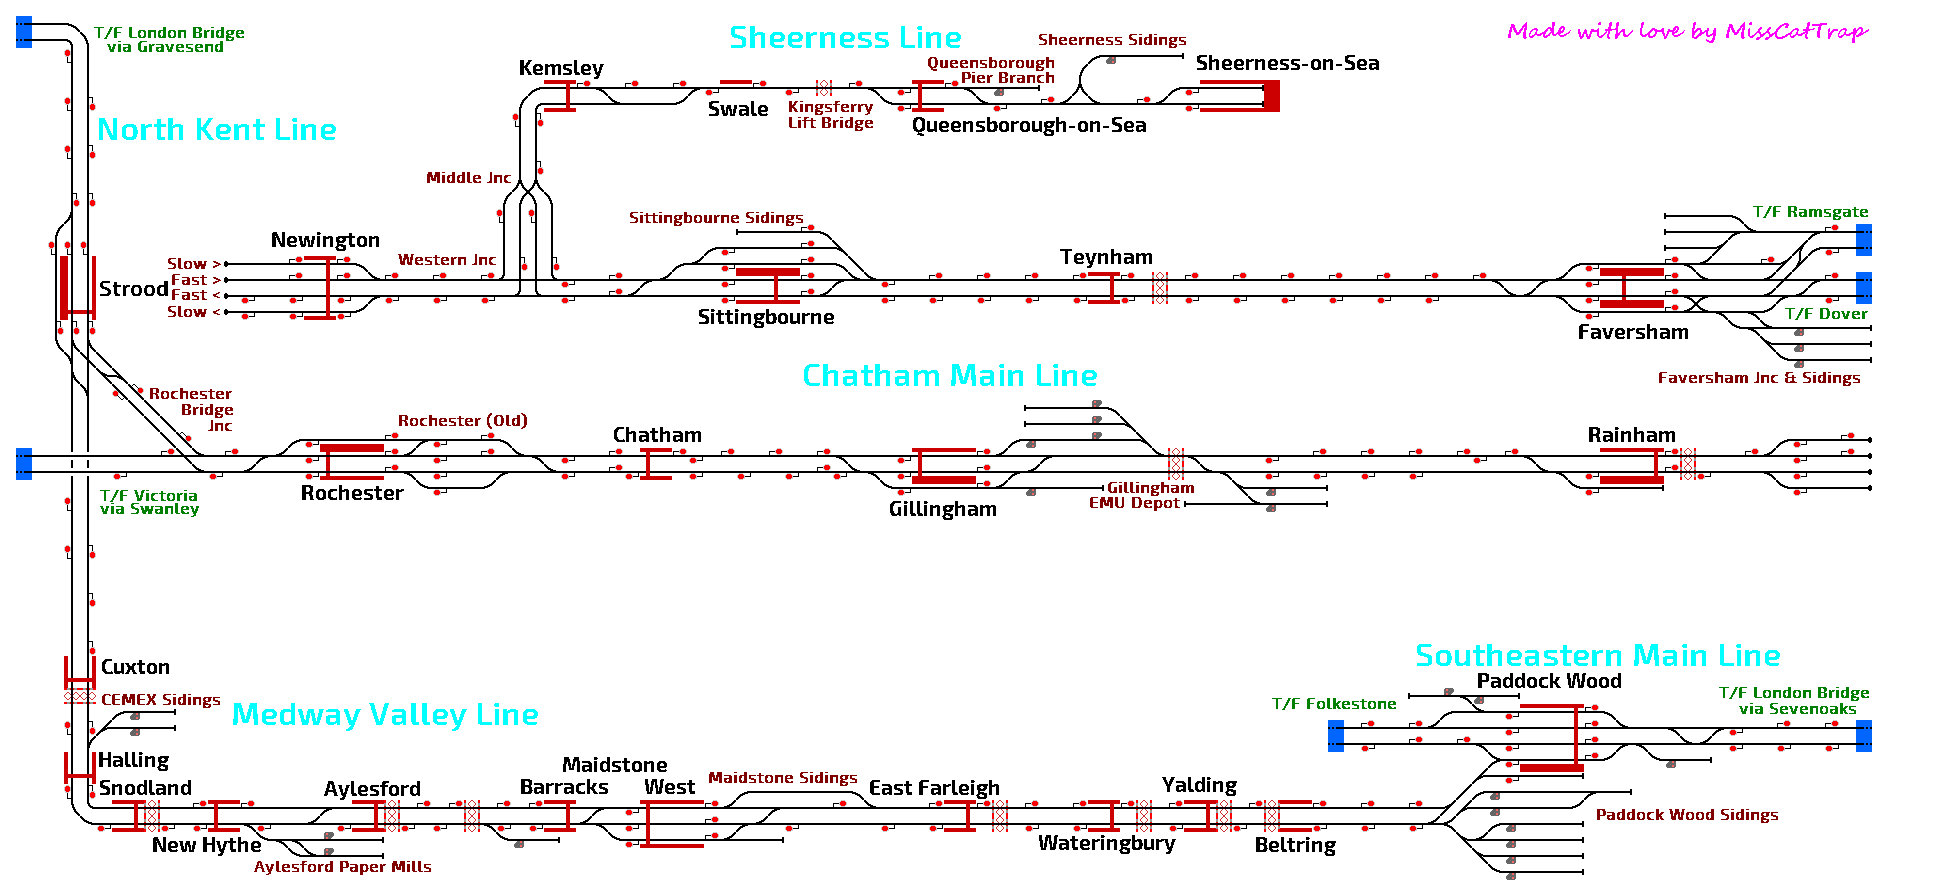 T/F London Bridge
via Gravesend
Sheerness Line
Made with love by MissCatTrap
Sheerness Sidings
Kemsley
Queensborough
Pier Branch
Sheerness-on-Sea
Swale
Kingsferry
Lift Bridge
Queensborough-on-Sea
North Kent Line
Middle Jnc
Sittingbourne Sidings
T/F Ramsgate
Newington
Western Jnc
Teynham
Slow >
Fast >
Fast <
Slow <
Strood
Sittingbourne
T/F Dover
Faversham
Chatham Main Line
Faversham Jnc & Sidings
Rochester
Bridge
Jnc
Rochester (Old)
Chatham
Rainham
Rochester
T/F Victoria
via Swanley
Gillingham
Gillingham
EMU Depot
Cuxton
CEMEX Sidings
Medway Valley Line
Southeastern Main Line
Paddock Wood
T/F Folkestone
T/F London Bridge
via Sevenoaks
Halling
Snodland
Aylesford
Maidstone
Barracks
West
Maidstone Sidings
East Farleigh
Yalding
New Hythe
Aylesford Paper Mills
Wateringbury
Beltring
Paddock Wood Sidings